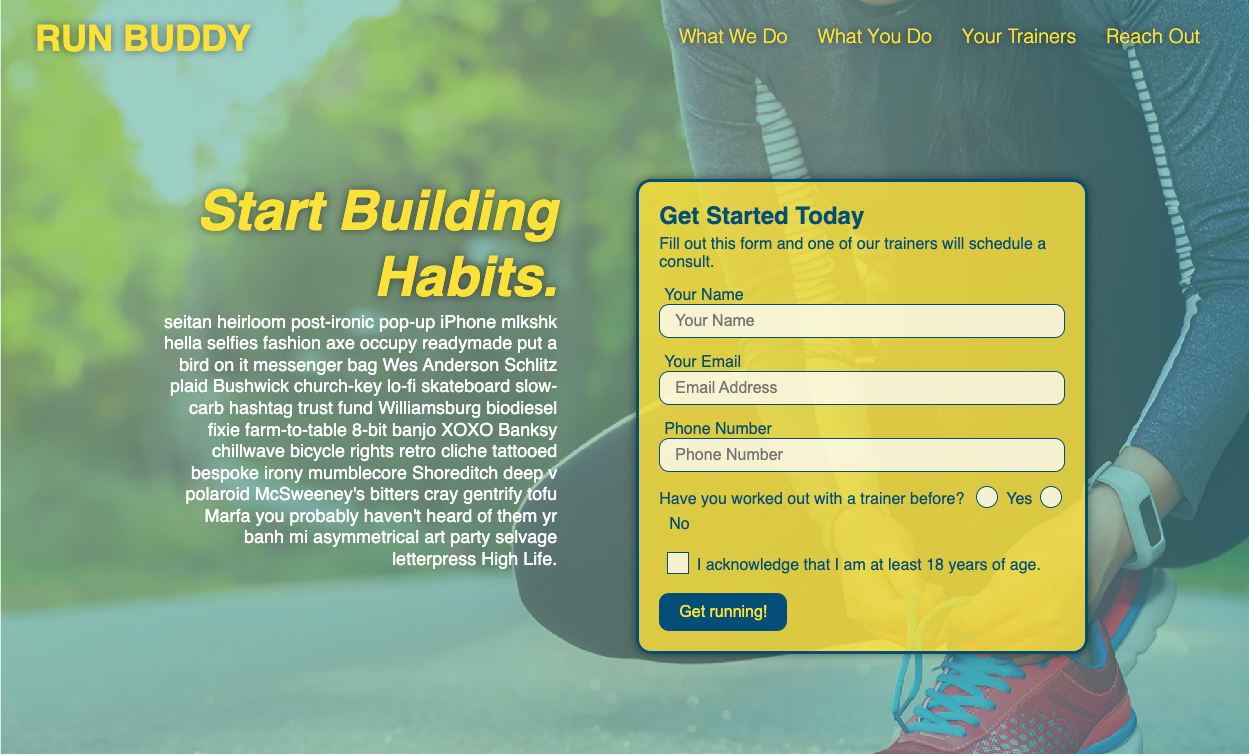 RUN BUDDY
What We Do What You Do Your Trainers Reach Out
Start Building
Habits.
seitan heirloom post-ironic pop-up iPhone mlkshk
hella selfies fashion axe occupy readymade put a
bird on it messenger bag Wes Anderson Schlitz
plaid Bushwick church-key lo-fi skateboard slow-
carb hashtag trust fund Williamsburg biodiesel
fixie farm-to-table 8-bit banjo XOXO Banksy
chillwave bicycle rights retro cliche tattooed
bespoke irony mumblecore Shoreditch deep v
polaroid McSweeney's bitters cray gentrify tofu
Marfa you probably haven't heard of them yr
banh mi asymmetrical art party selvage
letterpress High Life.
Get Started Today
Fill out this form and one of our trainers will schedule a
consult.
Your Name
Your Name
Your Email
Email Address
Phone Number
Phone Number
Have you worked out with a trainer before? Yes
No
I acknowledge that I am at least 18 years of age.
Get running!